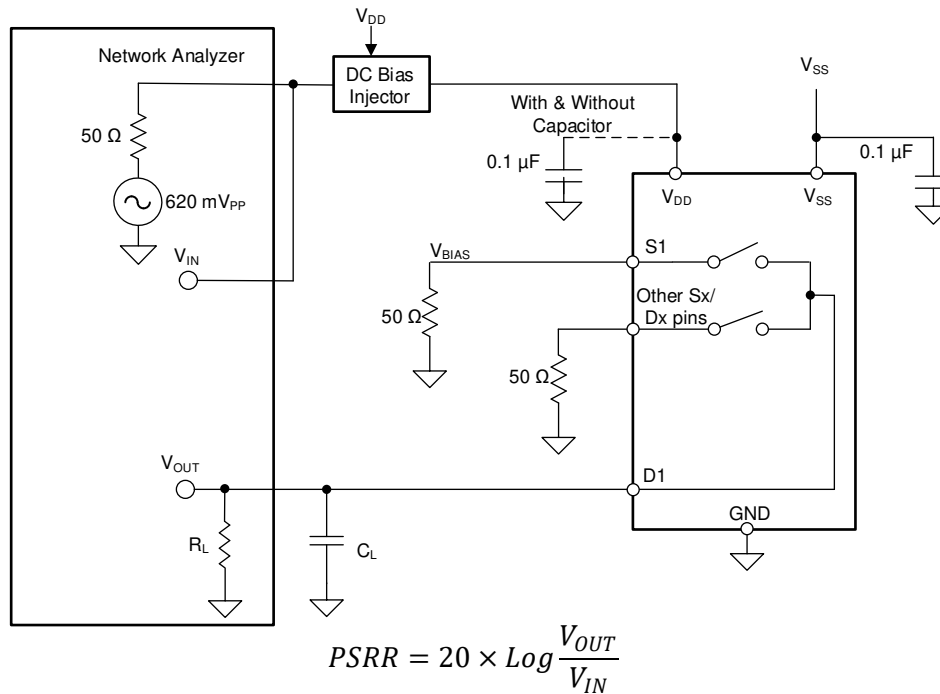 V_DD
Network Analyzer
DC Bias
Injector
V_SS
With & Without
Capacitor
50 Ω
0.1 µF
0.1 µF
620 mV_PP
V_DD
V_SS
V_IN
V_BIAS
S1
50 Ω
Other Sx/
Dx pins
50 Ω
V_OUT
D1
GND
R_L
C_L
PSRR = 20 × Log V_OUT / V_IN